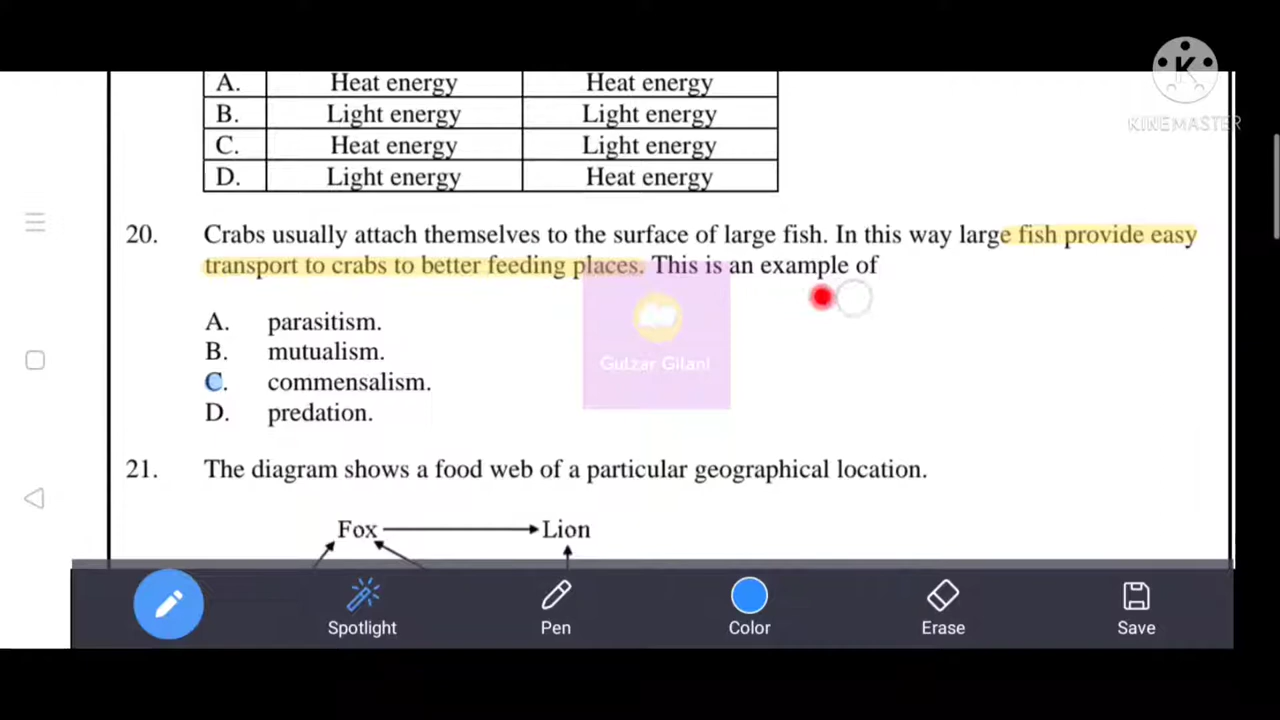 KINEMASTER
A. Heat energy Heat energy
B. Light energy Light energy
C. Heat energy Light energy
D. Light energy Heat energy
20. Crabs usually attach themselves to the surface of large fish. In this way large fish provide easy
transport to crabs to better feeding places. This is an example of
A. parasitism.
B. mutualism.
C. commensalism.
D. predation.
Gulzar Gilani
21. The diagram shows a food web of a particular geographical location.
Fox Lion
Spotlight Pen Color Erase Save